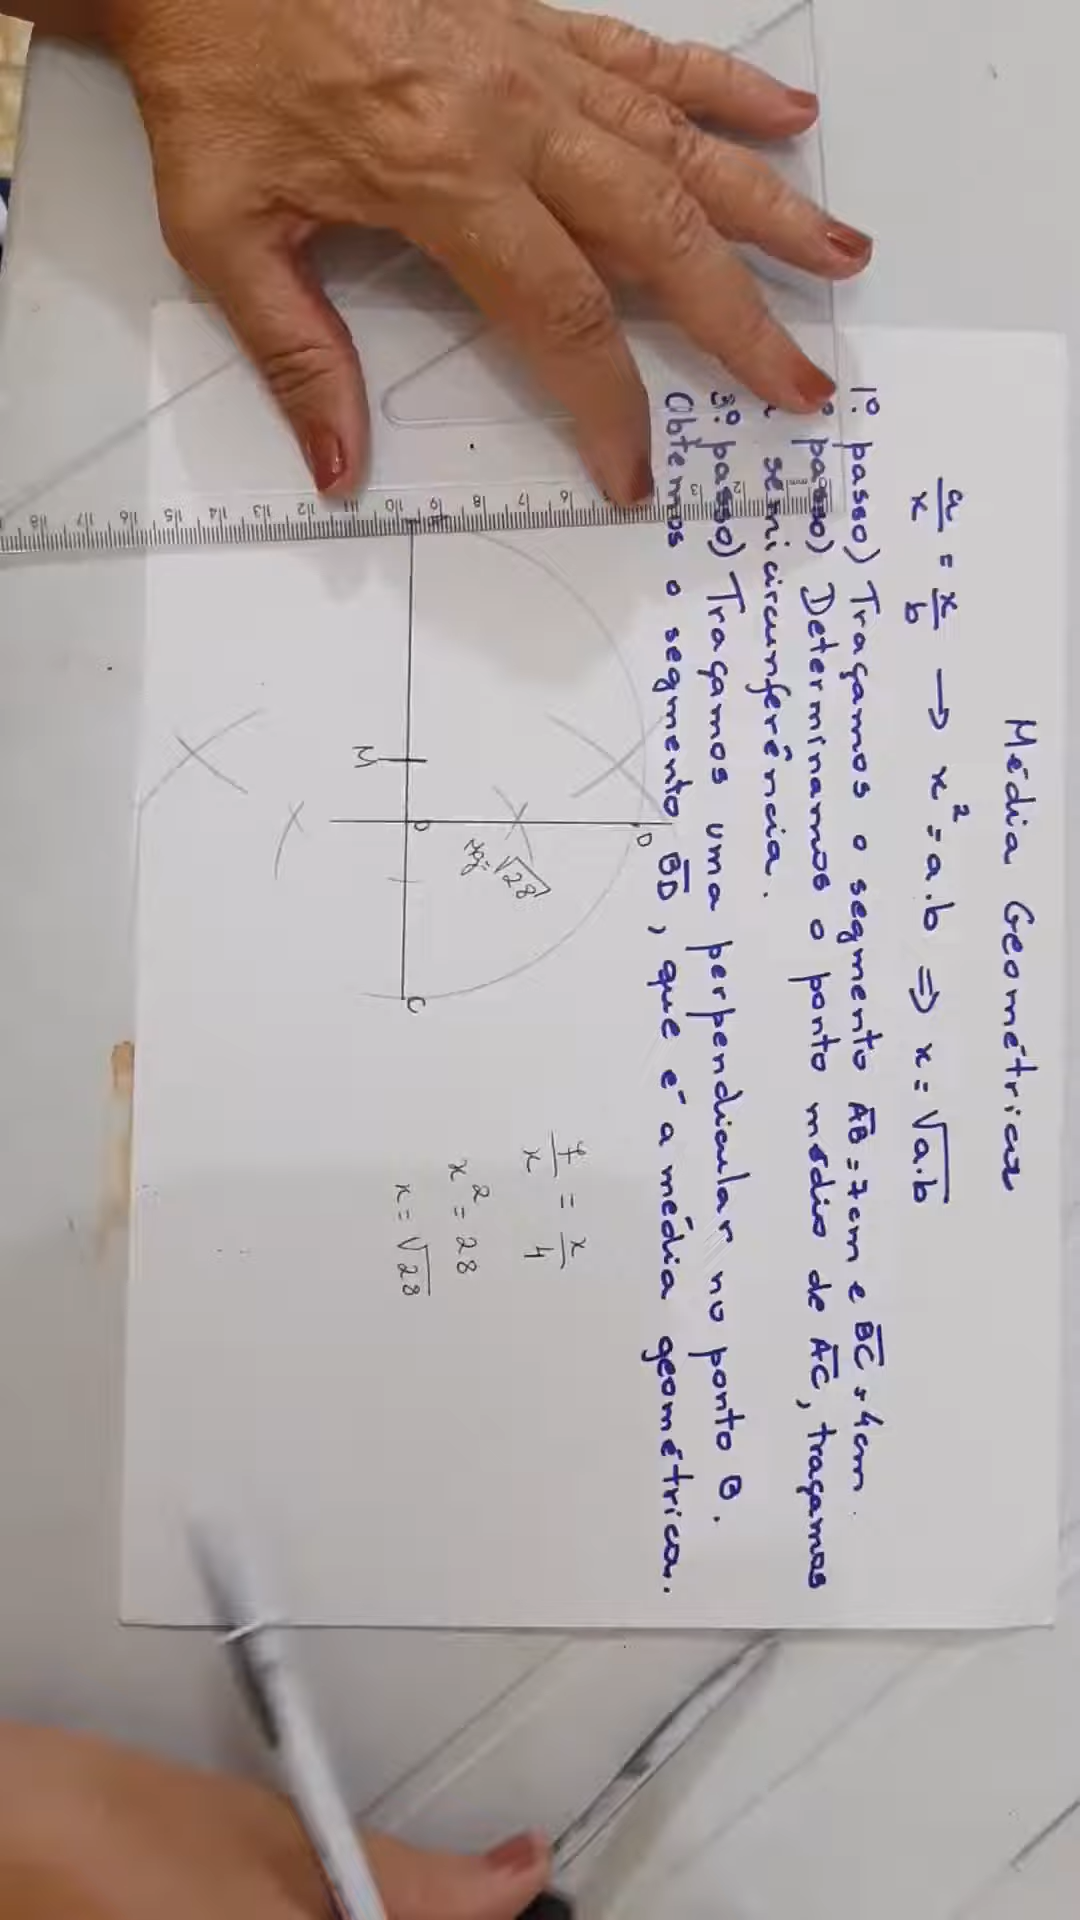 Média Geométrica
a/x = x/b → x² = a.b ⇒ x = √a.b
1º passo) Traçamos o segmento AB = 7cm e BC = 4cm.
passo) Determinamos o ponto médio de AC, traçamos
semicircunferência.
3º passo) Traçamos uma perpendicular no ponto B.
Obtemos o segmento BD, que é a média geométrica.
D
7/x = x/4
x² = 28
x = √28
√28
M
C